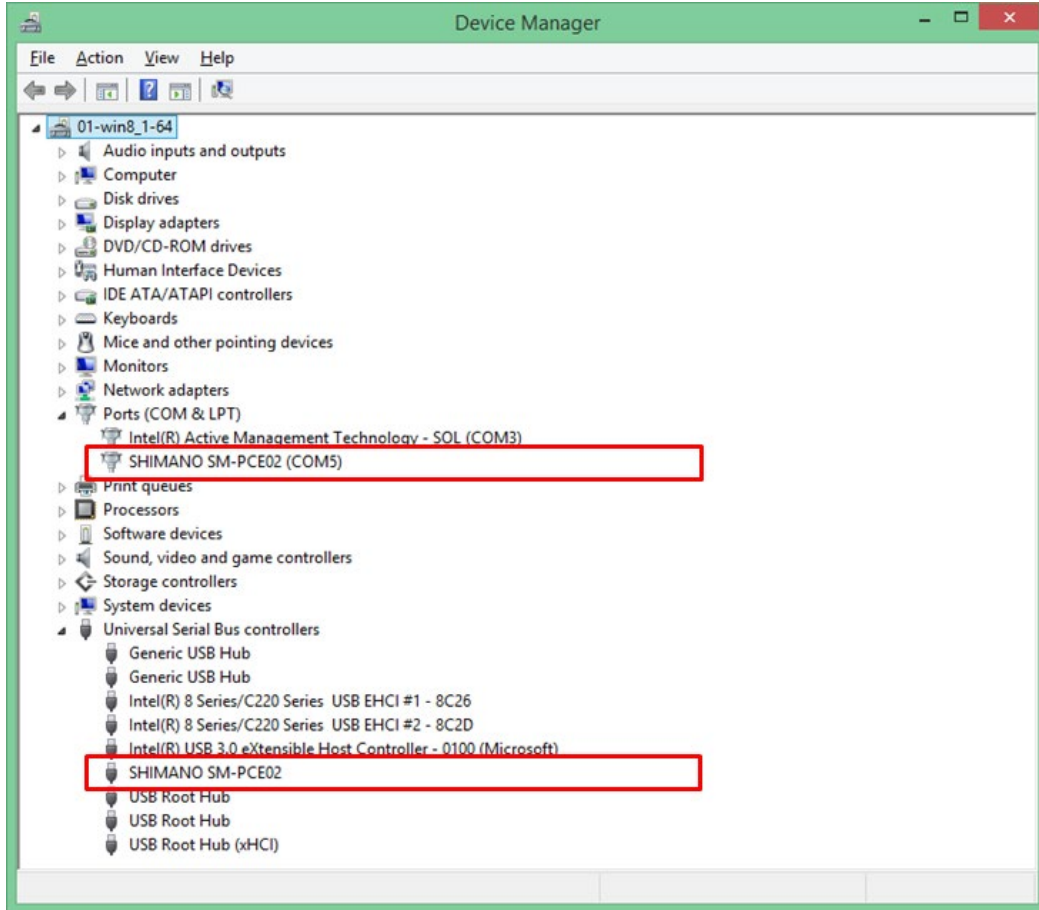 Device Manager
File Action View Help
01-win8_1-64
Audio inputs and outputs
Computer
Disk drives
Display adapters
DVD/CD-ROM drives
Human Interface Devices
IDE ATA/ATAPI controllers
Keyboards
Mice and other pointing devices
Monitors
Network adapters
Ports (COM & LPT)
Intel(R) Active Management Technology - SOL (COM3)
SHIMANO SM-PCE02 (COM5)
Print queues
Processors
Software devices
Sound, video and game controllers
Storage controllers
System devices
Universal Serial Bus controllers
Generic USB Hub
Generic USB Hub
Intel(R) 8 Series/C220 Series USB EHCI #1 - 8C26
Intel(R) 8 Series/C220 Series USB EHCI #2 - 8C2D
Intel(R) USB 3.0 eXtensible Host Controller - 0100 (Microsoft)
SHIMANO SM-PCE02
USB Root Hub
USB Root Hub
USB Root Hub (xHCI)